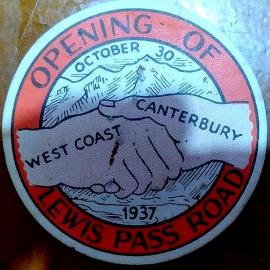 OPENING OF
OCTOBER 30
CANTERBURY
WEST COAST
1937
LEWIS PASS ROAD